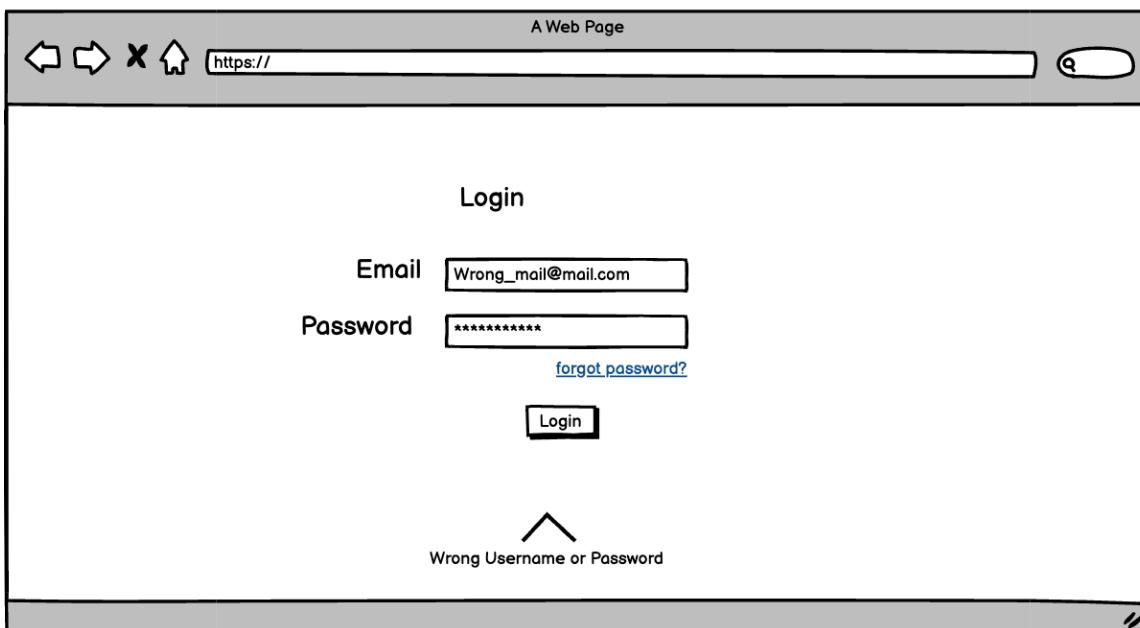 A Web Page
https://
Login
Email
Wrong_mail@mail.com
Password
***********
forgot password?
Login
Wrong Username or Password